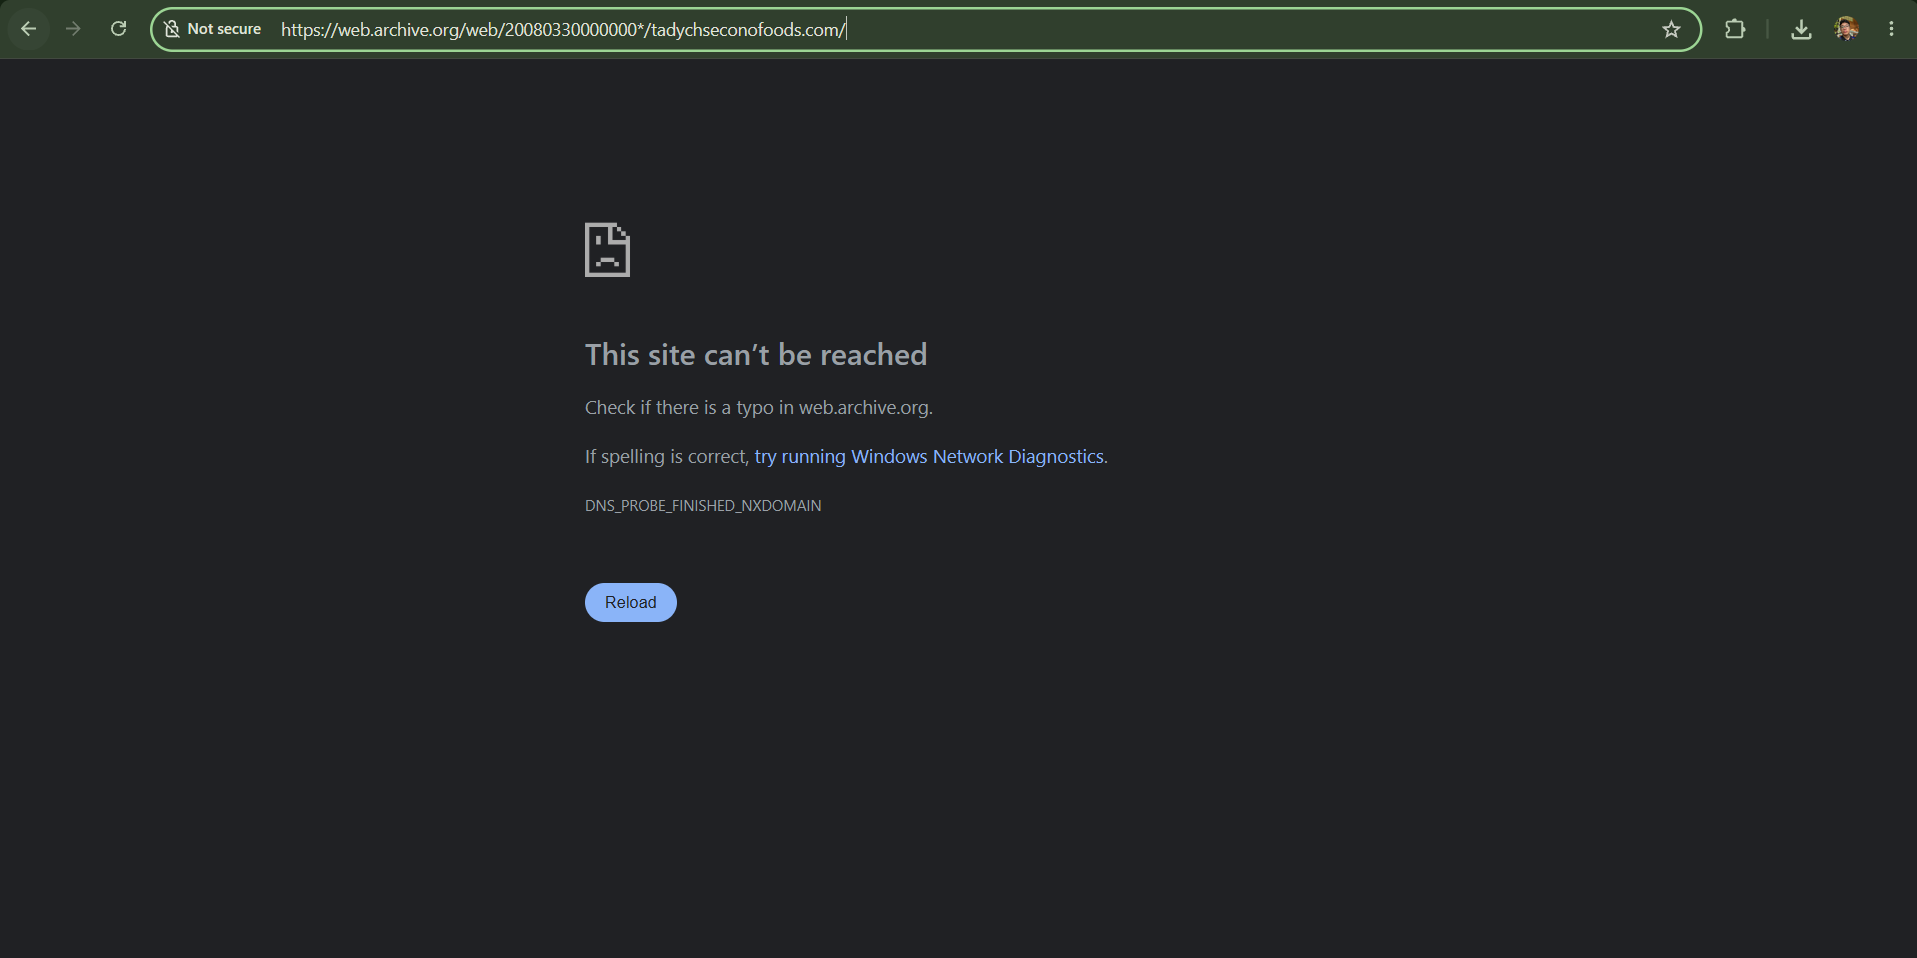 Not secure https://web.archive.org/web/20080330000000*/tadychseconofoods.com/
This site can’t be reached
Check if there is a typo in web.archive.org.
If spelling is correct, try running Windows Network Diagnostics.
DNS_PROBE_FINISHED_NXDOMAIN
Reload